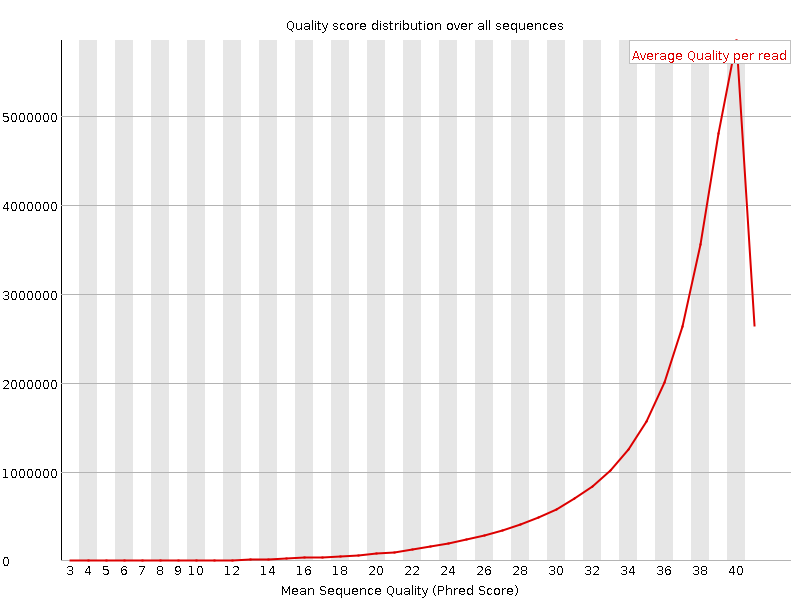 Quality score distribution over all sequences
Average Quality per read
5000000
4000000
3000000
2000000
1000000
0
3 4 5 6 7 8 9 10 12 14 16 18 20 22 24 26 28 30 32 34 36 38 40
Mean Sequence Quality (Phred Score)